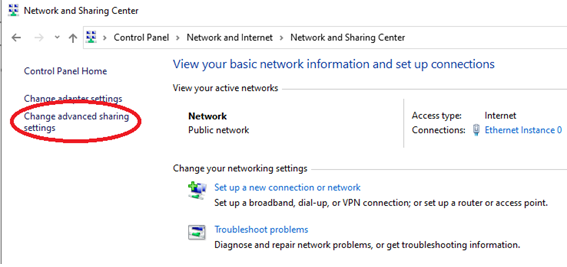 Network and Sharing Center
Control Panel > Network and Internet > Network and Sharing Center
Control Panel Home
Change adapter settings
Change advanced sharing
settings
View your basic network information and set up connections
View your active networks
Network
Public network
Access type: Internet
Connections: Ethernet Instance 0
Change your networking settings
Set up a new connection or network
Set up a broadband, dial-up, or VPN connection; or set up a router or access point.
Troubleshoot problems
Diagnose and repair network problems, or get troubleshooting information.